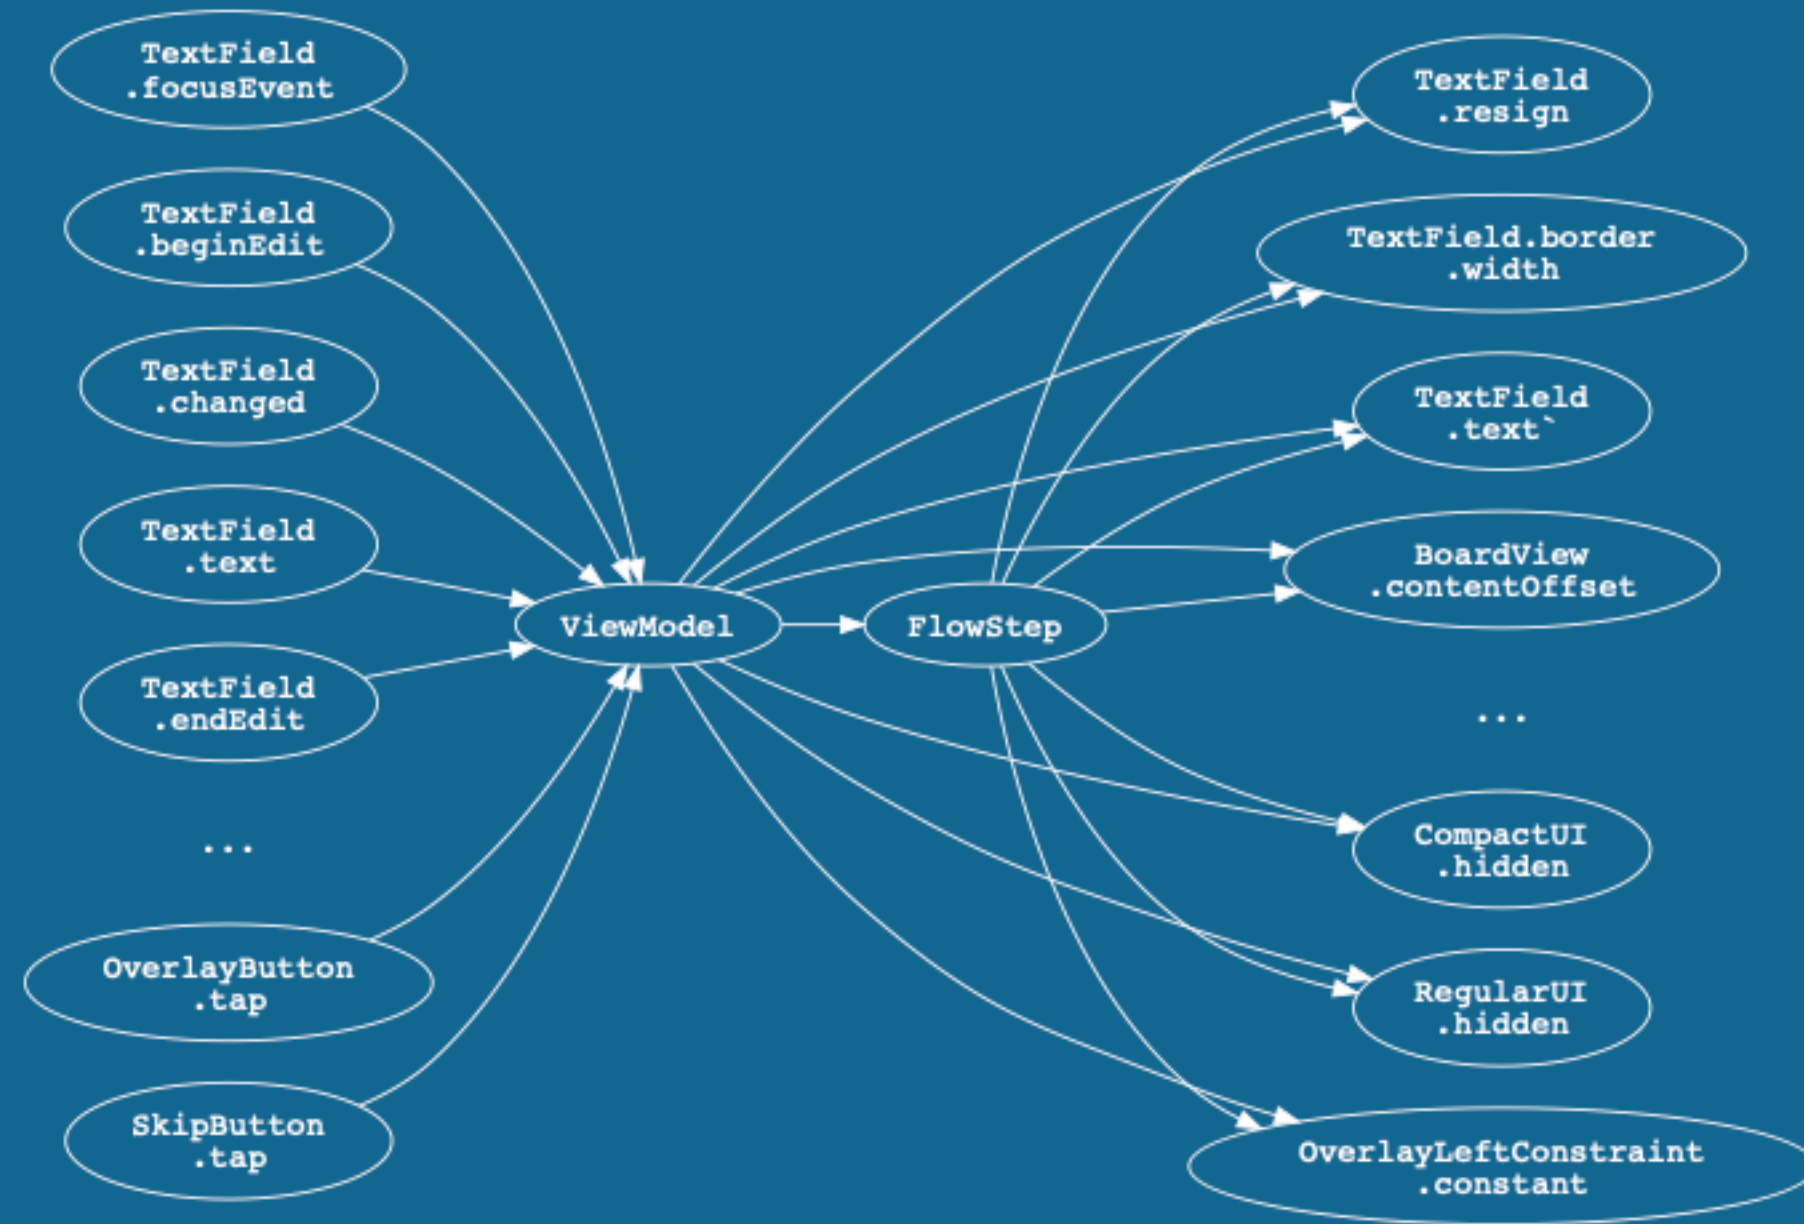 TextField
.focusEvent
TextField
.beginEdit
TextField
.changed
TextField
.text
TextField
.endEdit
...
OverlayButton
.tap
SkipButton
.tap
ViewModel
FlowStep
TextField
.resign
TextField.border
.width
TextField
.text`
BoardView
.contentOffset
...
CompactUI
.hidden
RegularUI
.hidden
OverlayLeftConstraint
.constant